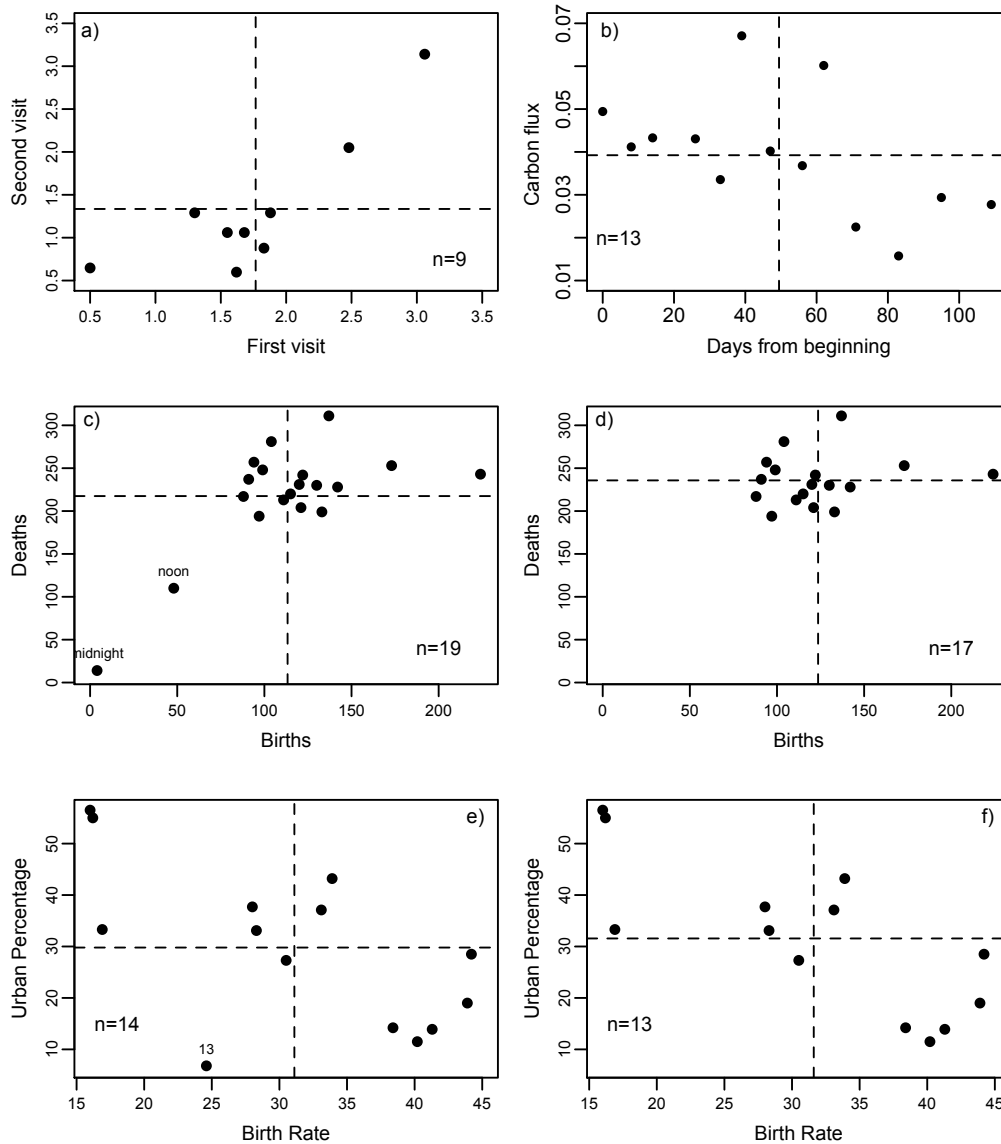 a)
Second visit
3.5
3.0
2.5
2.0
1.5
1.0
0.5
n=9
0.5 1.0 1.5 2.0 2.5 3.0 3.5
First visit
b)
Carbon flux
0.07
0.05
0.03
0.01
n=13
0 20 40 60 80 100
Days from beginning
c)
Deaths
300
250
200
150
100
50
0
noon
midnight
n=19
0 50 100 150 200
Births
d)
Deaths
300
250
200
150
100
50
0
n=17
0 50 100 150 200
Births
e)
Urban Percentage
50
40
30
20
10
n=14
13
15 20 25 30 35 40 45
Birth Rate
f)
Urban Percentage
50
40
30
20
10
n=13
15 20 25 30 35 40 45
Birth Rate